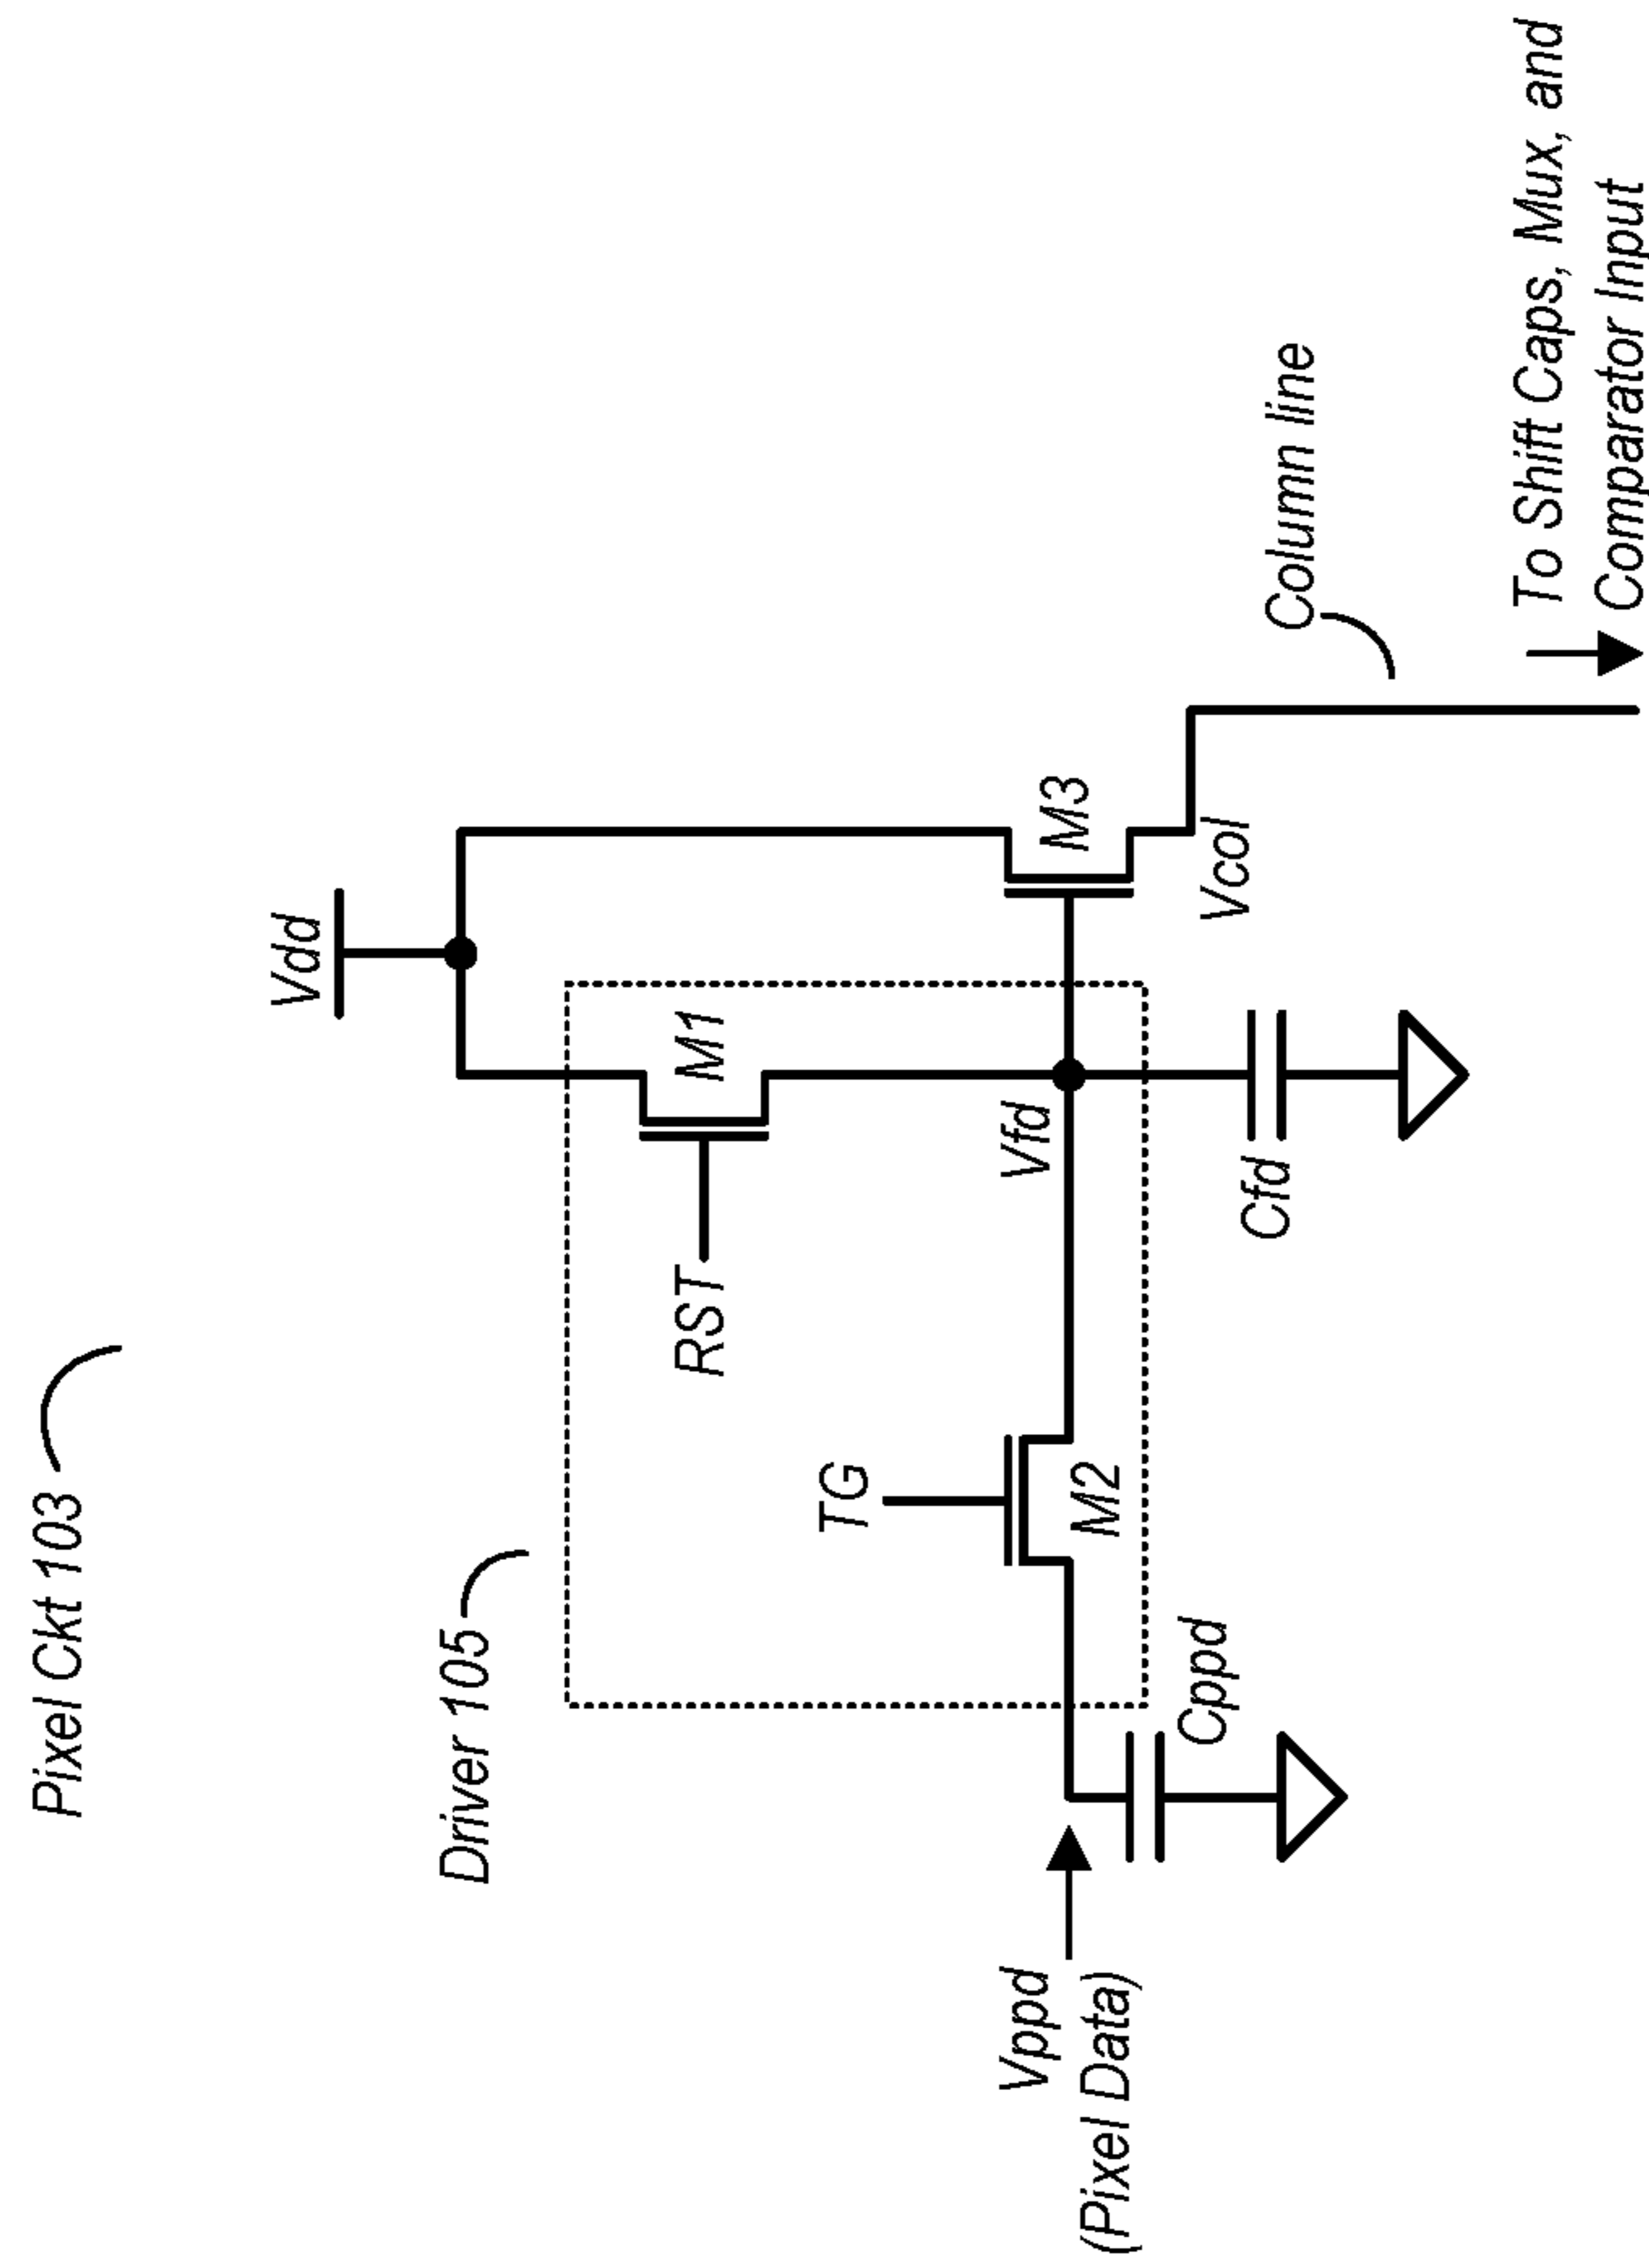 Pixel Ckt 103
Vdd
Driver 105
M1
RST
TG
M3
Vfd
Vppd
(Pixel Data)
M2
Cppd
Vcol
Cfd
Column line
To Shift Caps, Mux, and
Comparator Input